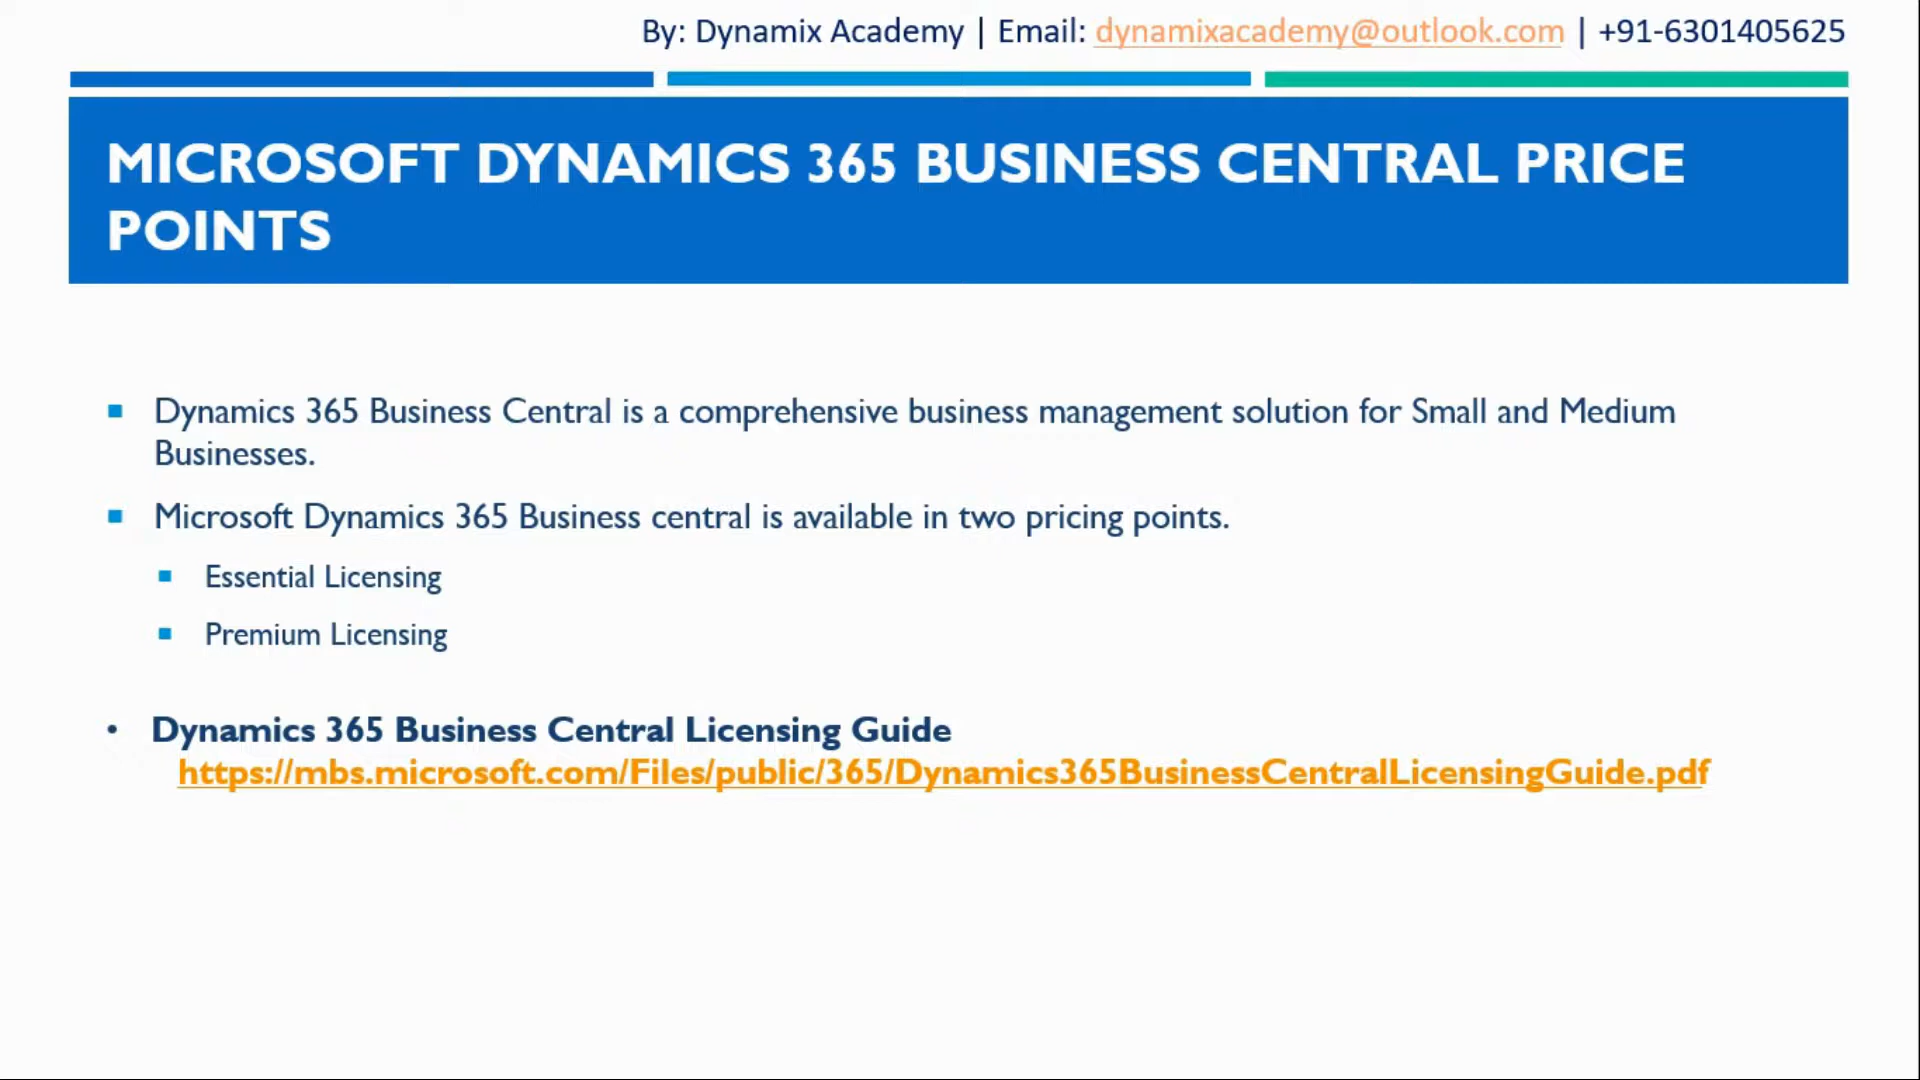 By: Dynamix Academy | Email: dynamixacademy@outlook.com | +91-6301405625
MICROSOFT DYNAMICS 365 BUSINESS CENTRAL PRICE
POINTS
Dynamics 365 Business Central is a comprehensive business management solution for Small and Medium
Businesses.
Microsoft Dynamics 365 Business central is available in two pricing points.
Essential Licensing
Premium Licensing
Dynamics 365 Business Central Licensing Guide
https://mbs.microsoft.com/Files/public/365/Dynamics365BusinessCentralLicensingGuide.pdf